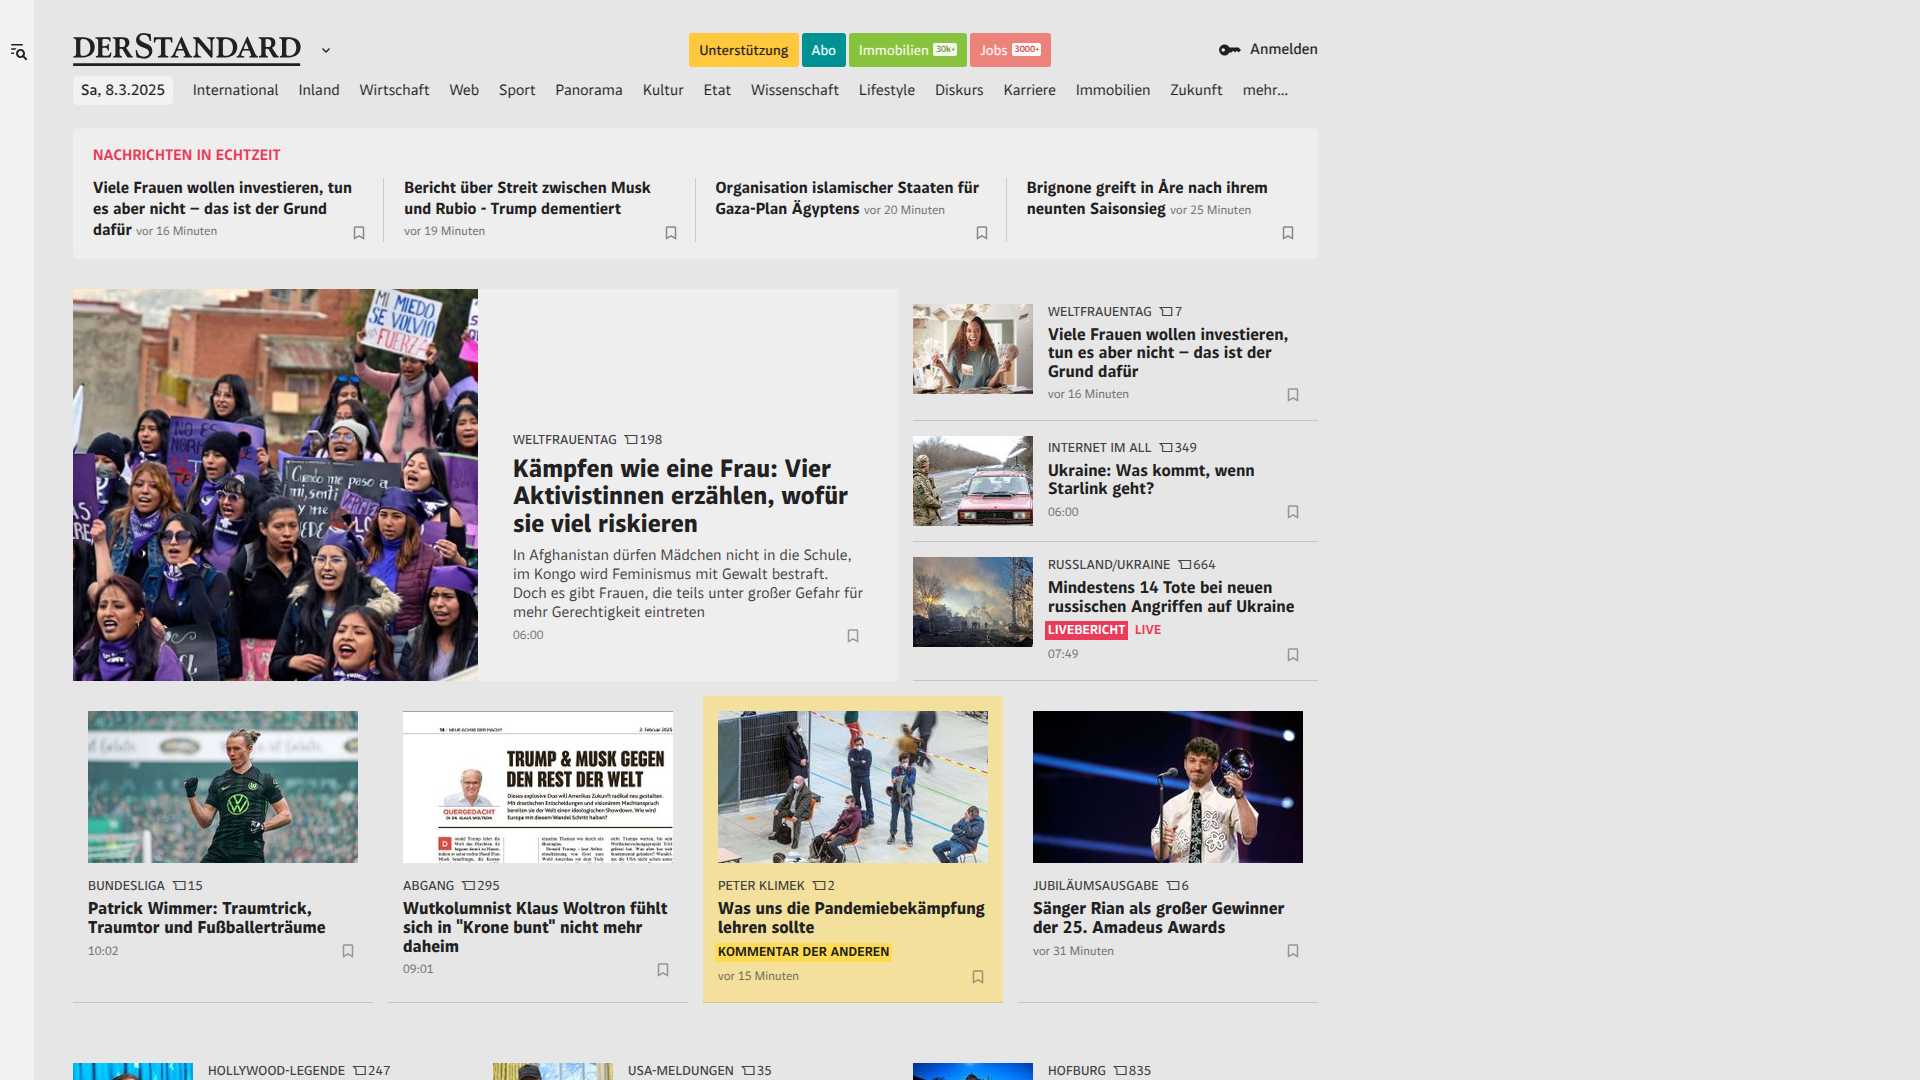 DERSTANDARD
Unterstützung
Abo
Immobilien 30k+
Jobs 3000+
Anmelden
Sa, 8.3.2025
International
Inland
Wirtschaft
Web
Sport
Panorama
Kultur
Etat
Wissenschaft
Lifestyle
Diskurs
Karriere
Immobilien
Zukunft
mehr...
NACHRICHTEN IN ECHTZEIT
Viele Frauen wollen investieren, tun
es aber nicht – das ist der Grund
dafür vor 16 Minuten
Bericht über Streit zwischen Musk
und Rubio - Trump dementiert
vor 19 Minuten
Organisation islamischer Staaten für
Gaza-Plan Ägyptens vor 20 Minuten
Brignone greift in Åre nach ihrem
neunten Saisonsieg vor 25 Minuten
MI MIEDO
SE VOLVIO
FUERZA
WELTFRAUENTAG 198
Kämpfen wie eine Frau: Vier
Aktivistinnen erzählen, wofür
sie viel riskieren
In Afghanistan dürfen Mädchen nicht in die Schule,
im Kongo wird Feminismus mit Gewalt bestraft.
Doch es gibt Frauen, die teils unter großer Gefahr für
mehr Gerechtigkeit eintreten
06:00
WELTFRAUENTAG 7
Viele Frauen wollen investieren,
tun es aber nicht – das ist der
Grund dafür
vor 16 Minuten
INTERNET IM ALL 349
Ukraine: Was kommt, wenn
Starlink geht?
06:00
RUSSLAND/UKRAINE 664
Mindestens 14 Tote bei neuen
russischen Angriffen auf Ukraine
LIVEBERICHT LIVE
07:49
BUNDESLIGA 15
Patrick Wimmer: Traumtrick,
Traumtor und Fußballerträume
10:02
2. Februar 2025
TRUMP & MUSK GEGEN
DEN REST DER WELT
QUERGEDACHT
ABGANG 295
Wutkolumnist Klaus Woltron fühlt
sich in "Krone bunt" nicht mehr
daheim
09:01
PETER KLIMEK 2
Was uns die Pandemiebekämpfung
lehren sollte
KOMMENTAR DER ANDEREN
vor 15 Minuten
JUBILÄUMSAUSGABE 6
Sänger Rian als großer Gewinner
der 25. Amadeus Awards
vor 31 Minuten
HOLLYWOOD-LEGENDE 247
USA-MELDUNGEN 35
HOFBURG 835